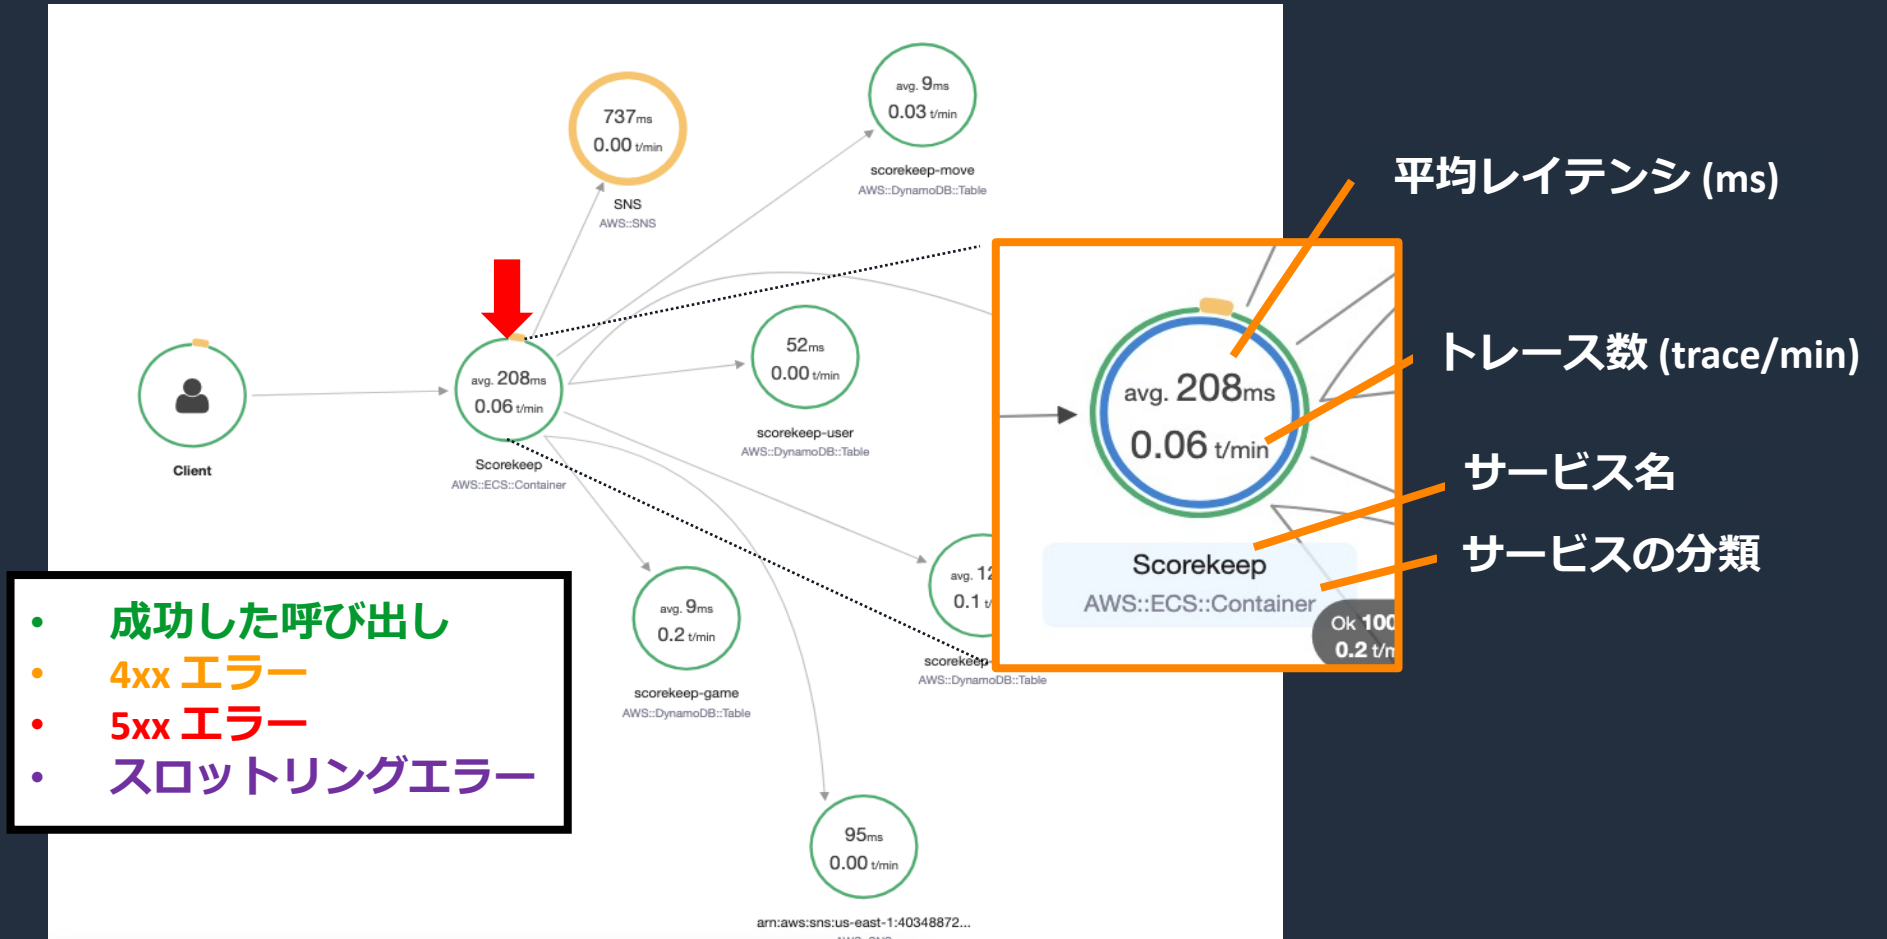 737ms
0.00 t/min
SNS
AWS::SNS
avg. 9ms
0.03 t/min
scorekeep-move
AWS::DynamoDB::Table
Client
avg. 208ms
0.06 t/min
Scorekeep
AWS::ECS::Container
52ms
0.00 t/min
scorekeep-user
AWS::DynamoDB::Table
avg. 9ms
0.2 t/min
scorekeep-game
AWS::DynamoDB::Table
avg. 12
0.1 t/
scorekeep-
AWS::DynamoDB::Table
95ms
0.00 t/min
arn:aws:sns:us-east-1:40348872...
avg. 208ms
0.06 t/min
Scorekeep
AWS::ECS::Container
Ok 100
0.2 t/m
平均レイテンシ (ms)
トレース数 (trace/min)
サービス名
サービスの分類
• 成功した呼び出し
• 4xx エラー
• 5xx エラー
• スロットリングエラー